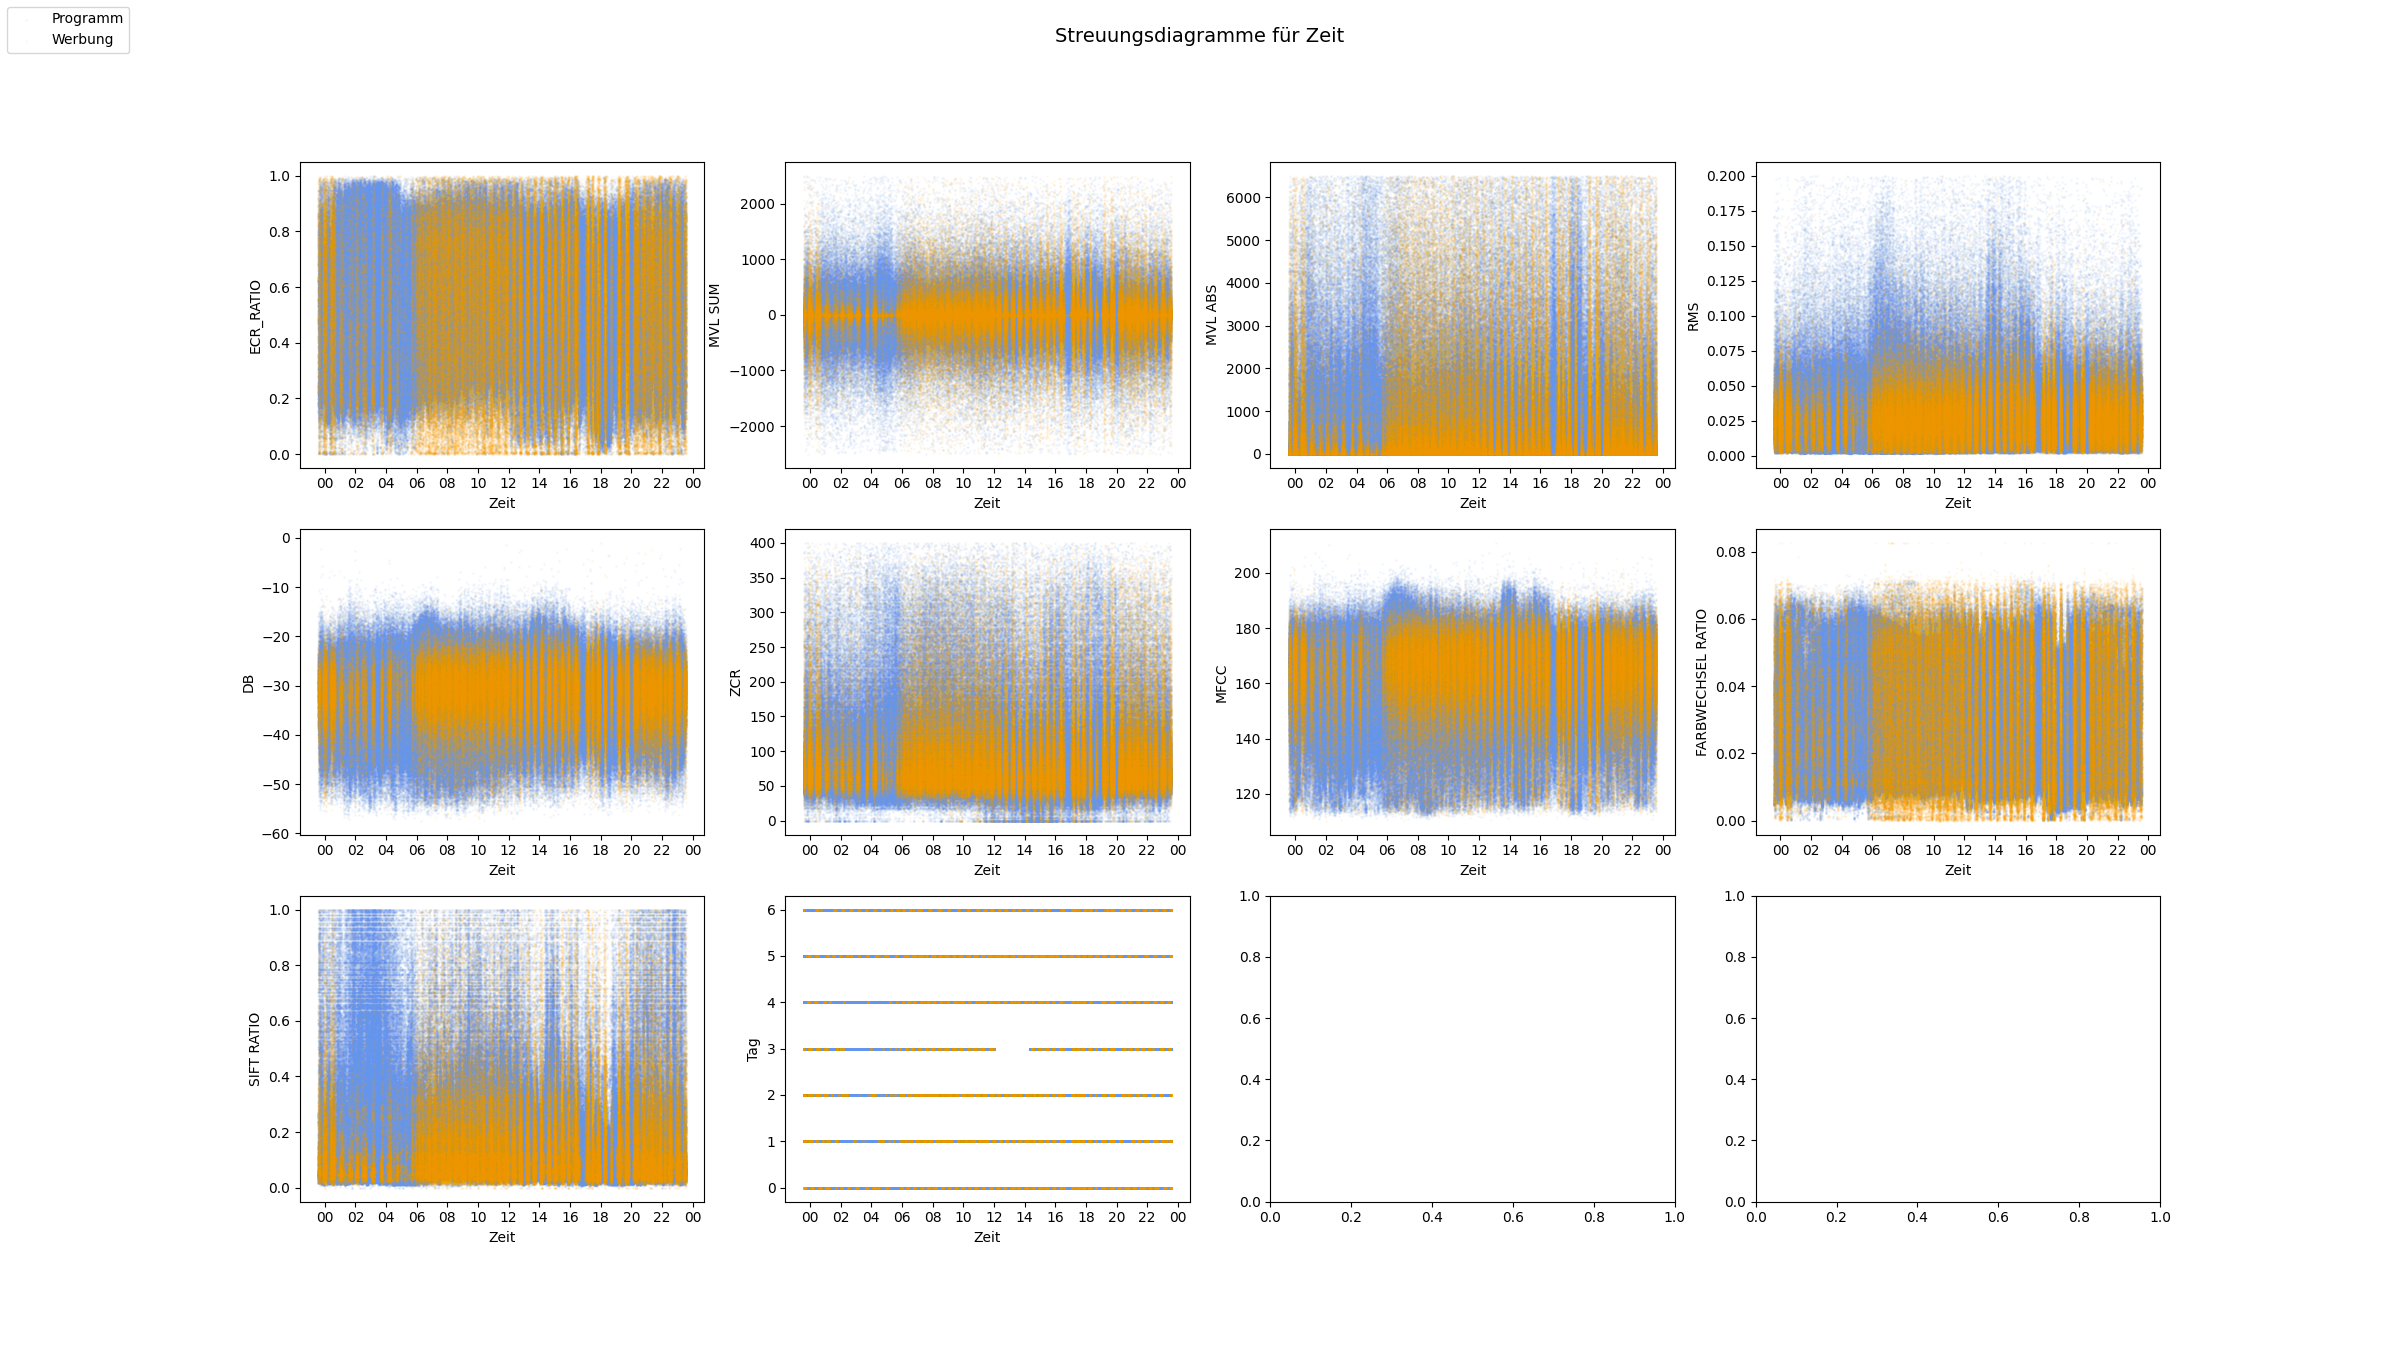 Programm
Werbung
Streuungsdiagramme für Zeit
ECR_RATIO
1.0
0.8
0.6
0.4
0.2
0.0
00 02 04 06 08 10 12 14 16 18 20 22 00
Zeit
MVL SUM
2000
1000
0
−1000
−2000
00 02 04 06 08 10 12 14 16 18 20 22 00
Zeit
MVL ABS
6000
5000
4000
3000
2000
1000
0
00 02 04 06 08 10 12 14 16 18 20 22 00
Zeit
RMS
0.200
0.175
0.150
0.125
0.100
0.075
0.050
0.025
0.000
00 02 04 06 08 10 12 14 16 18 20 22 00
Zeit
DB
0
−10
−20
−30
−40
−50
−60
00 02 04 06 08 10 12 14 16 18 20 22 00
Zeit
ZCR
400
350
300
250
200
150
100
50
0
00 02 04 06 08 10 12 14 16 18 20 22 00
Zeit
MFCC
200
180
160
140
120
00 02 04 06 08 10 12 14 16 18 20 22 00
Zeit
FARBWECHSEL RATIO
0.08
0.06
0.04
0.02
0.00
00 02 04 06 08 10 12 14 16 18 20 22 00
Zeit
SIFT RATIO
1.0
0.8
0.6
0.4
0.2
0.0
00 02 04 06 08 10 12 14 16 18 20 22 00
Zeit
Tag
6
5
4
3
2
1
0
00 02 04 06 08 10 12 14 16 18 20 22 00
Zeit
1.0
0.8
0.6
0.4
0.2
0.0
0.0 0.2 0.4 0.6 0.8 1.0
1.0
0.8
0.6
0.4
0.2
0.0
0.0 0.2 0.4 0.6 0.8 1.0